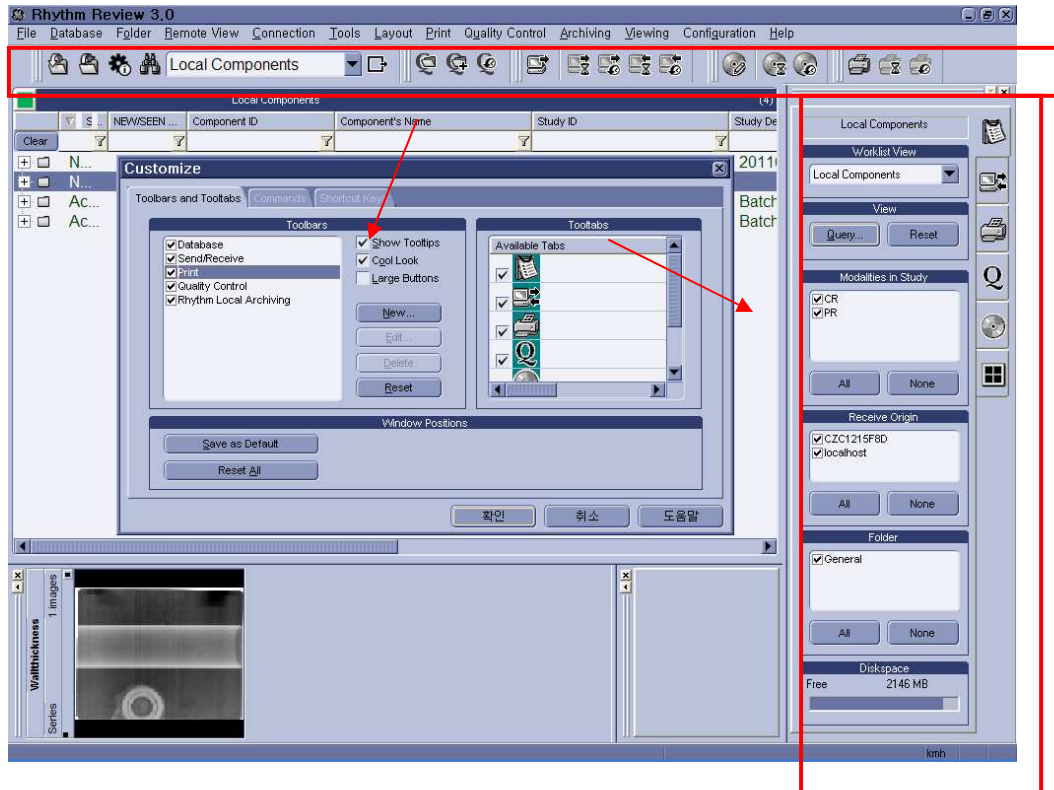 Rhythm Review 3.0
File Database Folder Remote View Connection Tools Layout Print Quality Control Archiving Viewing Configuration Help
Local Components
Local Components (4)
S... NEW/SEEN ... Component ID Component's Name Study ID Study De
Clear
N... 2011
N...
Ac... Batch
Ac... Batch
Customize
Toolbars and Tooltabs Commands Shortcut Keys
Toolbars
Database
Send/Receive
Print
Quality Control
Rhythm Local Archiving
Show Tooltips
Cool Look
Large Buttons
New...
Edit...
Delete
Reset
Tooltabs
Available Tabs
Q
Window Positions
Save as Default
Reset All
확인 취소 도움말
Local Components
Worklist View
Local Components
View
Query... Reset
Modalities in Study
CR
PR
All None
Receive Origin
CZC1215F8D
localhost
All None
Folder
General
All None
Diskspace
Free 2146 MB
Q
Wallthickness
Series 1 images
kmh